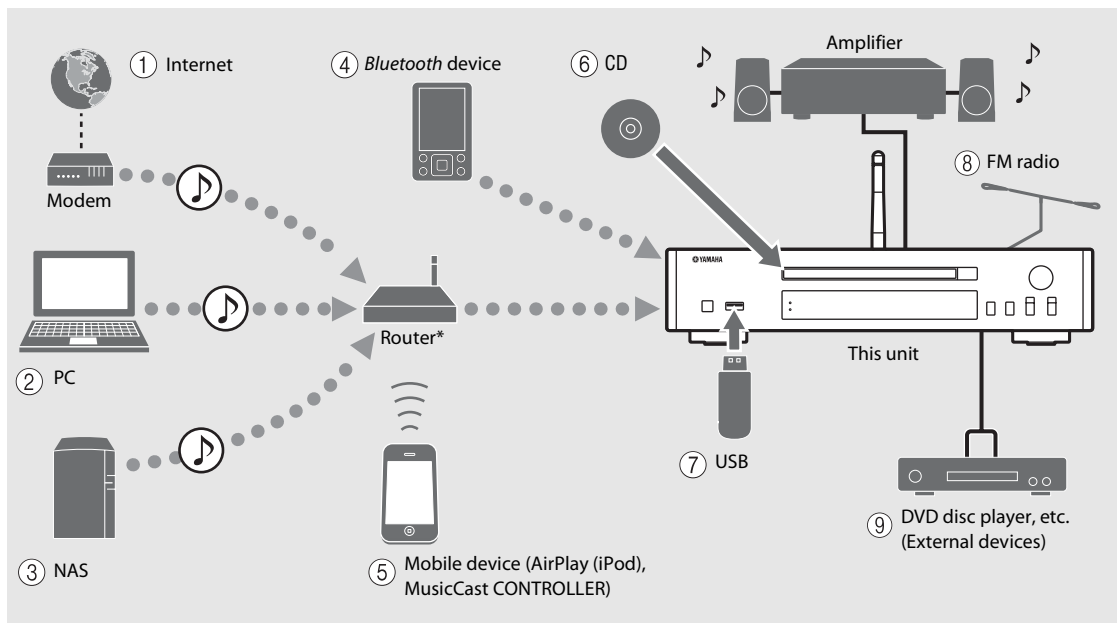 ① Internet
Modem
② PC
③ NAS
④ Bluetooth device
Router*
⑤ Mobile device (AirPlay (iPod),
MusicCast CONTROLLER)
⑥ CD
Amplifier
⑧ FM radio
YAMAHA
This unit
⑦ USB
⑨ DVD disc player, etc.
(External devices)